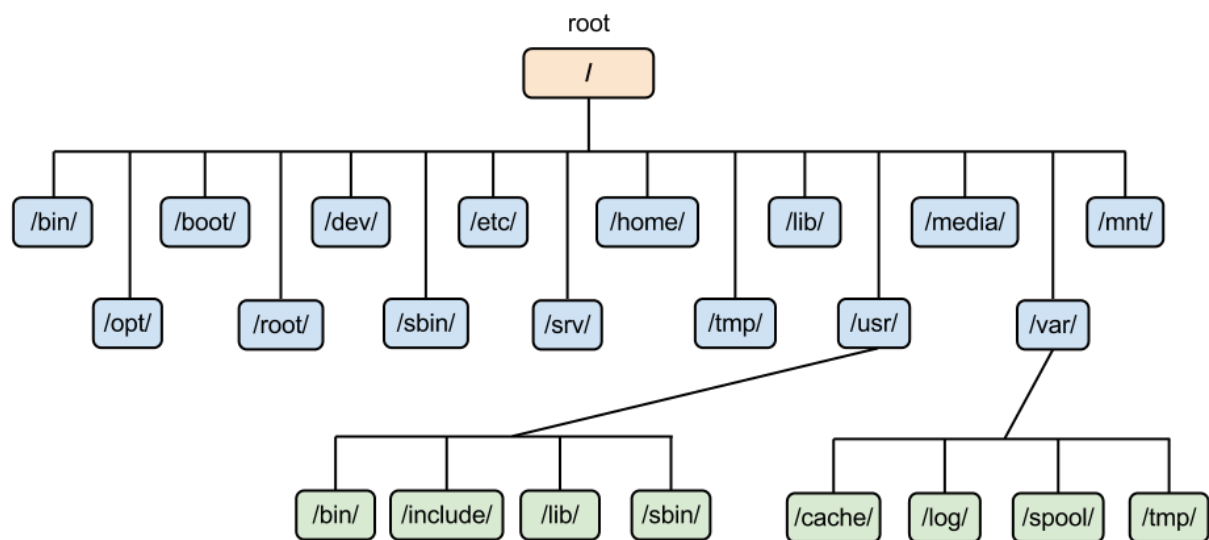 root
/
/bin/
/boot/
/dev/
/etc/
/home/
/lib/
/media/
/mnt/
/opt/
/root/
/sbin/
/srv/
/tmp/
/usr/
/var/
/bin/
/include/
/lib/
/sbin/
/cache/
/log/
/spool/
/tmp/